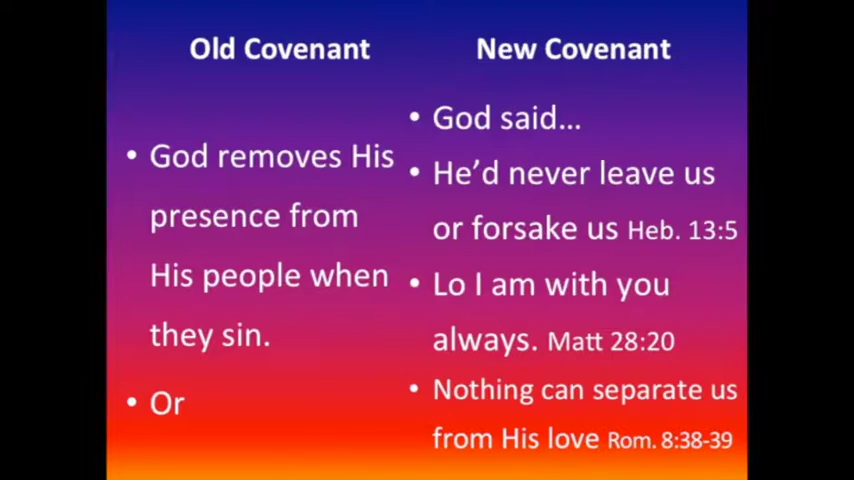 Old Covenant
• God removes His
presence from
His people when
they sin.
• Or
New Covenant
• God said...
• He’d never leave us
or forsake us Heb. 13:5
• Lo I am with you
always. Matt 28:20
• Nothing can separate us
from His love Rom. 8:38-39